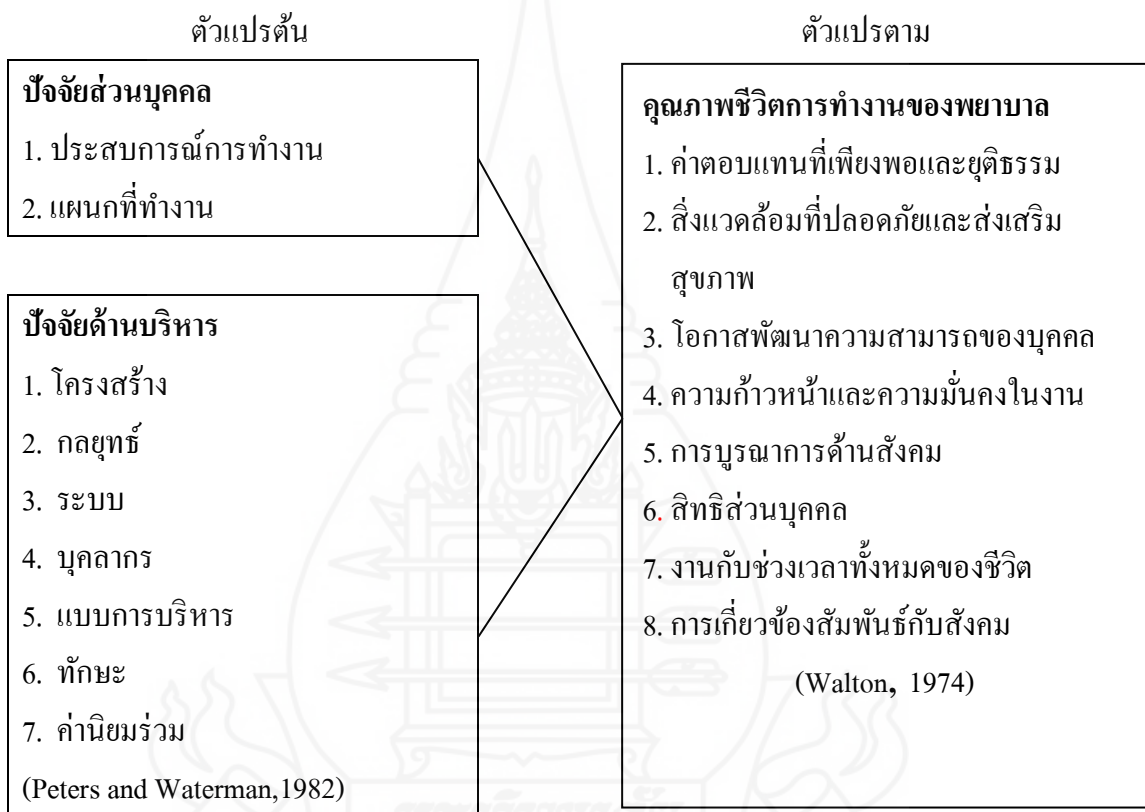 ตัวแปรต้น
ปัจจัยส่วนบุคคล
1. ประสบการณ์การทำงาน
2. แผนกที่ทำงาน
ปัจจัยด้านบริหาร
1. โครงสร้าง
2. กลยุทธ์
3. ระบบ
4. บุคลากร
5. แบบการบริหาร
6. ทักษะ
7. ค่านิยมร่วม
(Peters and Waterman,1982)
ตัวแปรตาม
คุณภาพชีวิตการทำงานของพยาบาล
1. ค่าตอบแทนที่เพียงพอและยุติธรรม
2. สิ่งแวดล้อมที่ปลอดภัยและส่งเสริม
สุขภาพ
3. โอกาสพัฒนาความสามารถของบุคคล
4. ความก้าวหน้าและความมั่นคงในงาน
5. การบูรณาการด้านสังคม
6. สิทธิส่วนบุคคล
7. งานกับช่วงเวลาทั้งหมดของชีวิต
8. การเกี่ยวข้องสัมพันธ์กับสังคม
(Walton, 1974)